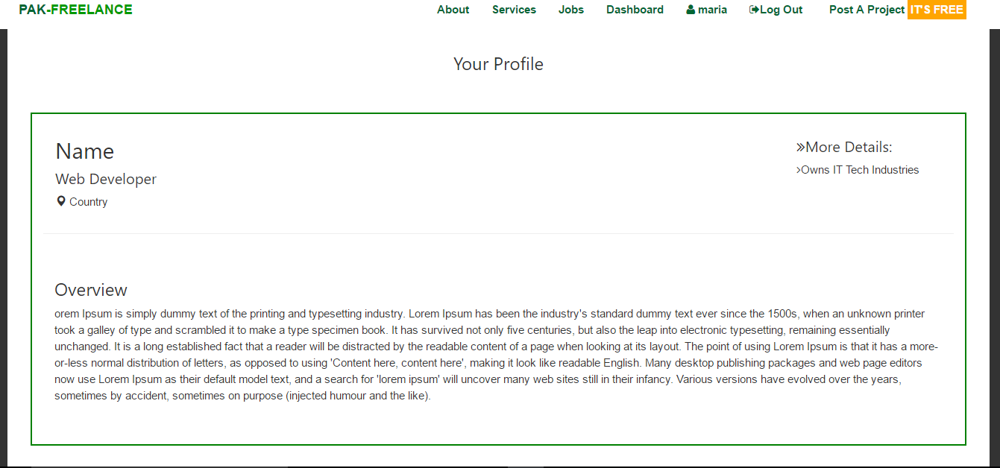 PAK-FREELANCE About Services Jobs Dashboard maria Log Out Post A Project IT'S FREE
Your Profile
Name
Web Developer
Country
»More Details:
›Owns IT Tech Industries
Overview
orem Ipsum is simply dummy text of the printing and typesetting industry. Lorem Ipsum has been the industry's standard dummy text ever since the 1500s, when an unknown printer
took a galley of type and scrambled it to make a type specimen book. It has survived not only five centuries, but also the leap into electronic typesetting, remaining essentially
unchanged. It is a long established fact that a reader will be distracted by the readable content of a page when looking at its layout. The point of using Lorem Ipsum is that it has a more-
or-less normal distribution of letters, as opposed to using 'Content here, content here', making it look like readable English. Many desktop publishing packages and web page editors
now use Lorem Ipsum as their default model text, and a search for 'lorem ipsum' will uncover many web sites still in their infancy. Various versions have evolved over the years,
sometimes by accident, sometimes on purpose (injected humour and the like).